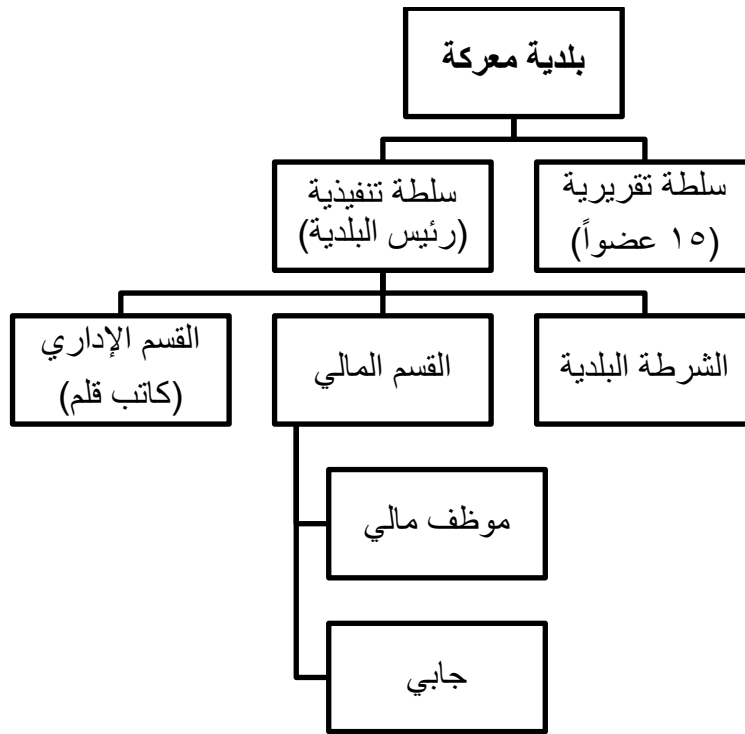 بلدية معركة
سلطة تقريرية
(١٥ عضواً)
سلطة تنفيذية
(رئيس البلدية)
الشرطة البلدية
القسم المالي
القسم الإداري
(كاتب قلم)
موظف مالي
جابي